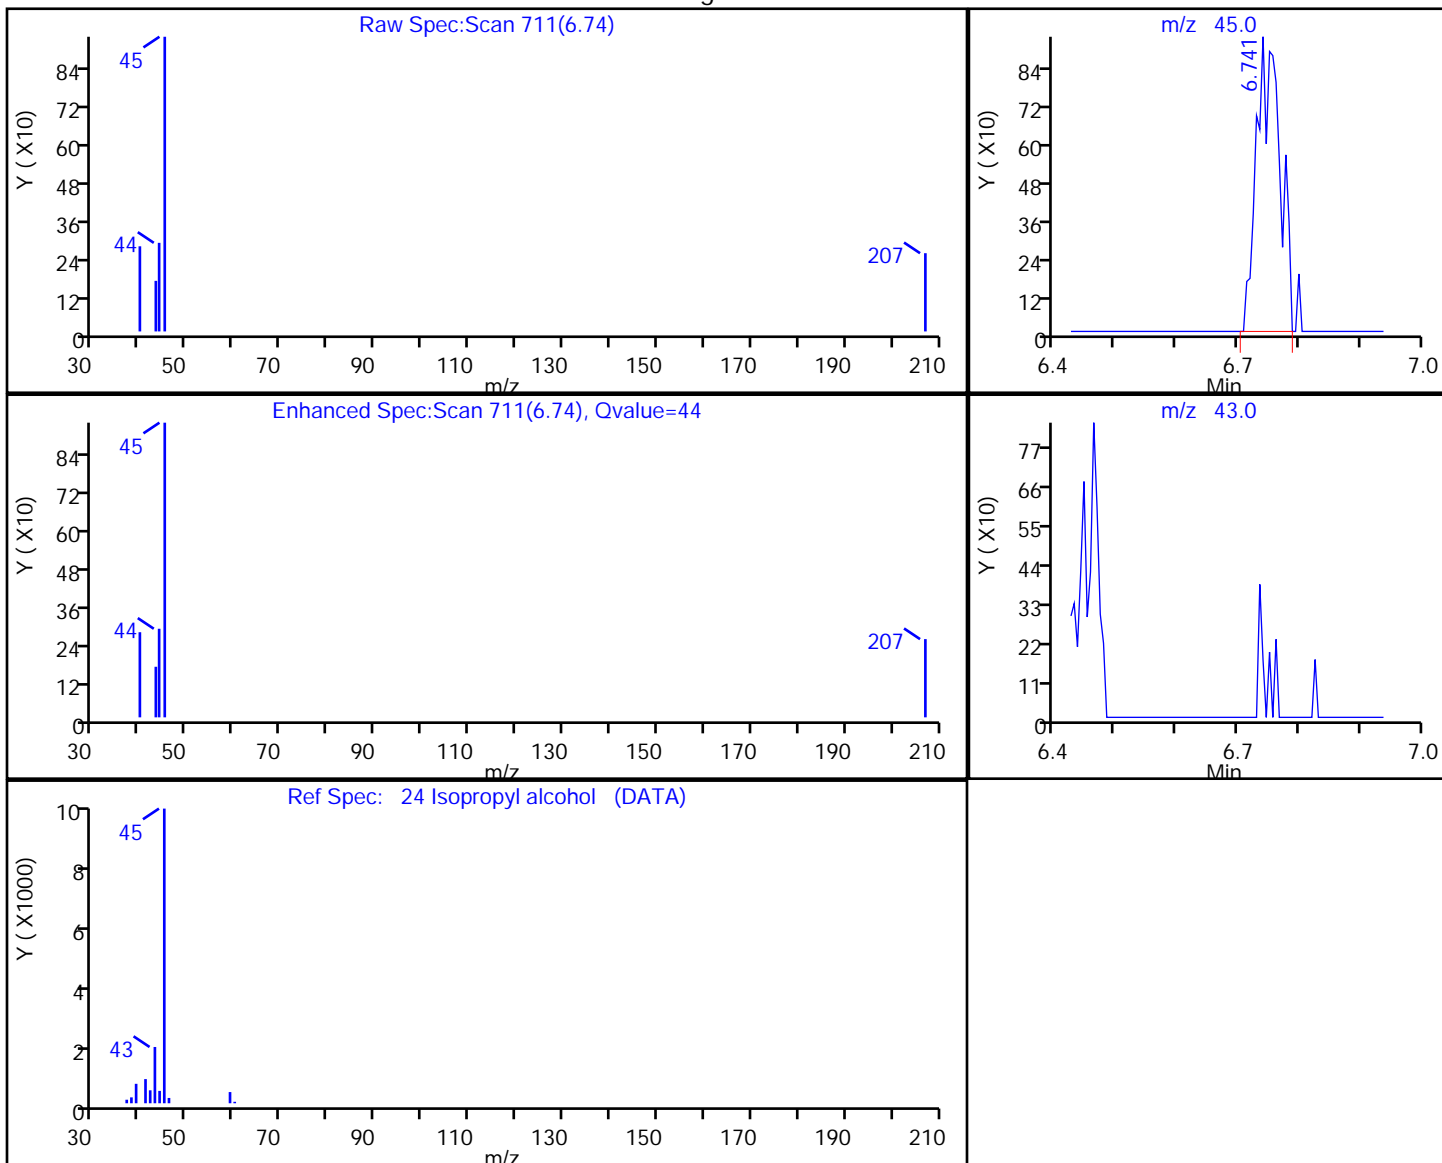 Raw Spec:Scan 711(6.74)
Y ( X10)
84
72
60
48
36
24
12
0
45
44
207
30 50 70 90 110 130 150 170 190 210
m/z
m/z 45.0
Y ( X10)
84
72
60
48
36
24
12
0
6.741
6.4 6.7 7.0
Min
Enhanced Spec:Scan 711(6.74), Qvalue=44
Y ( X10)
84
72
60
48
36
24
12
0
45
44
207
30 50 70 90 110 130 150 170 190 210
m/z
m/z 43.0
Y ( X10)
77
66
55
44
33
22
11
0
6.4 6.7 7.0
Min
Ref Spec: 24 Isopropyl alcohol (DATA)
Y ( X1000)
10
8
6
4
2
0
45
43
30 50 70 90 110 130 150 170 190 210
m/z